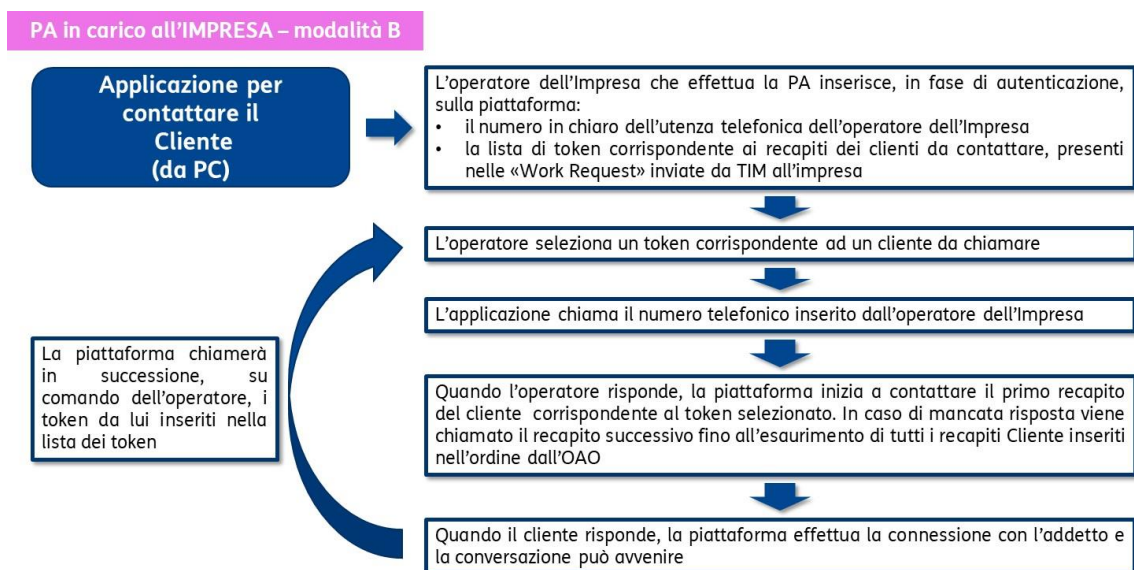 PA in carico all'IMPRESA – modalità B
Applicazione per
contattare il
Cliente
(da PC)
L'operatore dell'Impresa che effettua la PA inserisce, in fase di autenticazione,
sulla piattaforma:
• il numero in chiaro dell'utenza telefonica dell'operatore dell'Impresa
• la lista di token corrispondente ai recapiti dei clienti da contattare, presenti
nelle «Work Request» inviate da TIM all'impresa
L'operatore seleziona un token corrispondente ad un cliente da chiamare
L'applicazione chiama il numero telefonico inserito dall'operatore dell'Impresa
La piattaforma chiamerà
in successione, su
comando dell'operatore, i
token da lui inseriti nella
lista dei token
Quando l'operatore risponde, la piattaforma inizia a contattare il primo recapito
del cliente corrispondente al token selezionato. In caso di mancata risposta viene
chiamato il recapito successivo fino all'esaurimento di tutti i recapiti Cliente inseriti
nell'ordine dall'OAO
Quando il cliente risponde, la piattaforma effettua la connessione con l'addetto e
la conversazione può avvenire